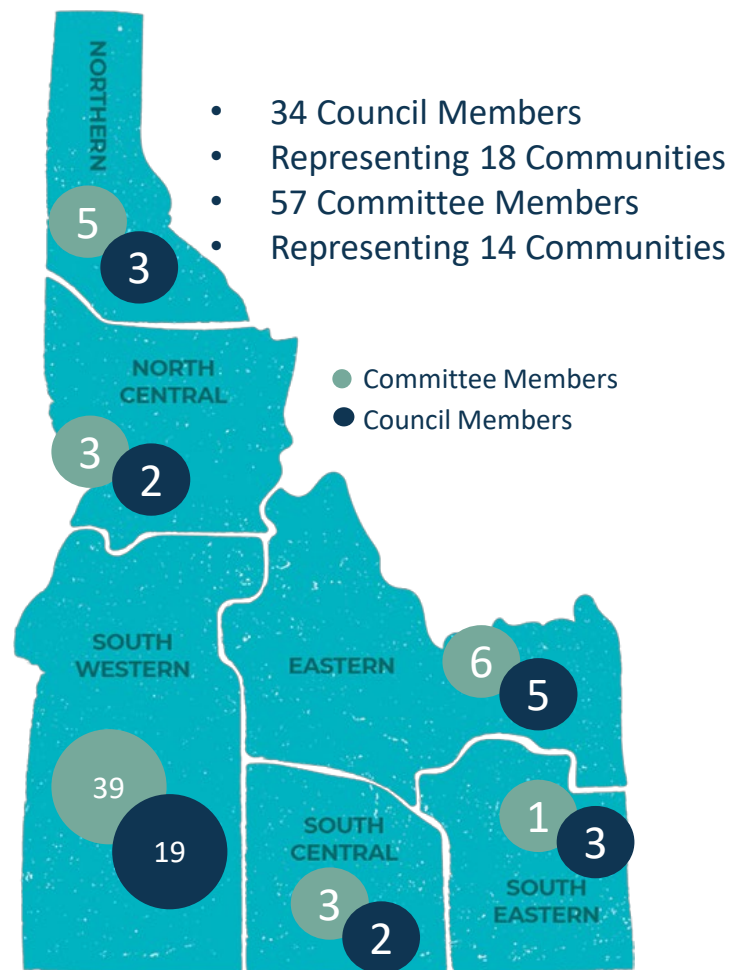 NORTHERN
• 34 Council Members
• Representing 18 Communities
• 57 Committee Members
• Representing 14 Communities
5
3
NORTH
CENTRAL
Committee Members
Council Members
3
2
SOUTH
WESTERN
EASTERN
6
5
39
19
SOUTH
CENTRAL
3
2
1
3
SOUTH
EASTERN